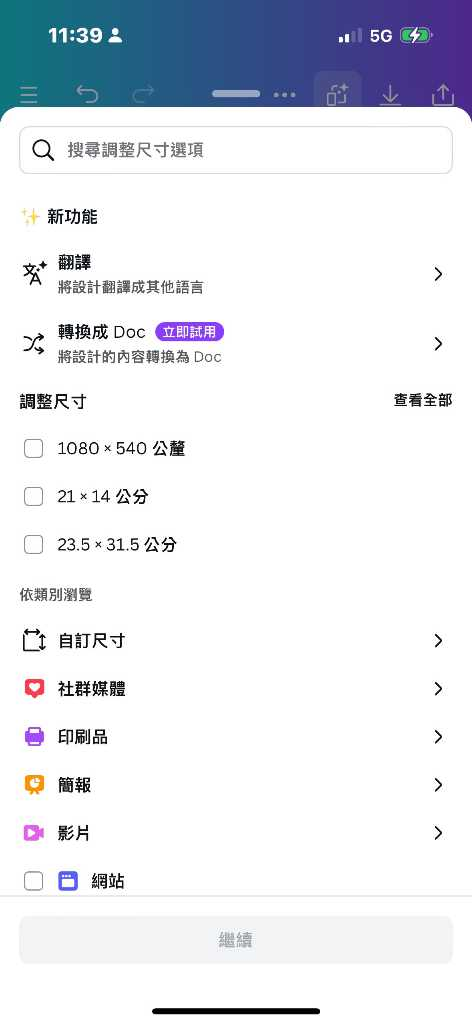 11:39
5G
搜尋調整尺寸選項
新功能
翻譯
將設計翻譯成其他語言
轉換成 Doc 立即試用
將設計的內容轉換為 Doc
調整尺寸 查看全部
1080 × 540 公釐
21 × 14 公分
23.5 × 31.5 公分
依類別瀏覽
自訂尺寸
社群媒體
印刷品
簡報
影片
網站
繼續